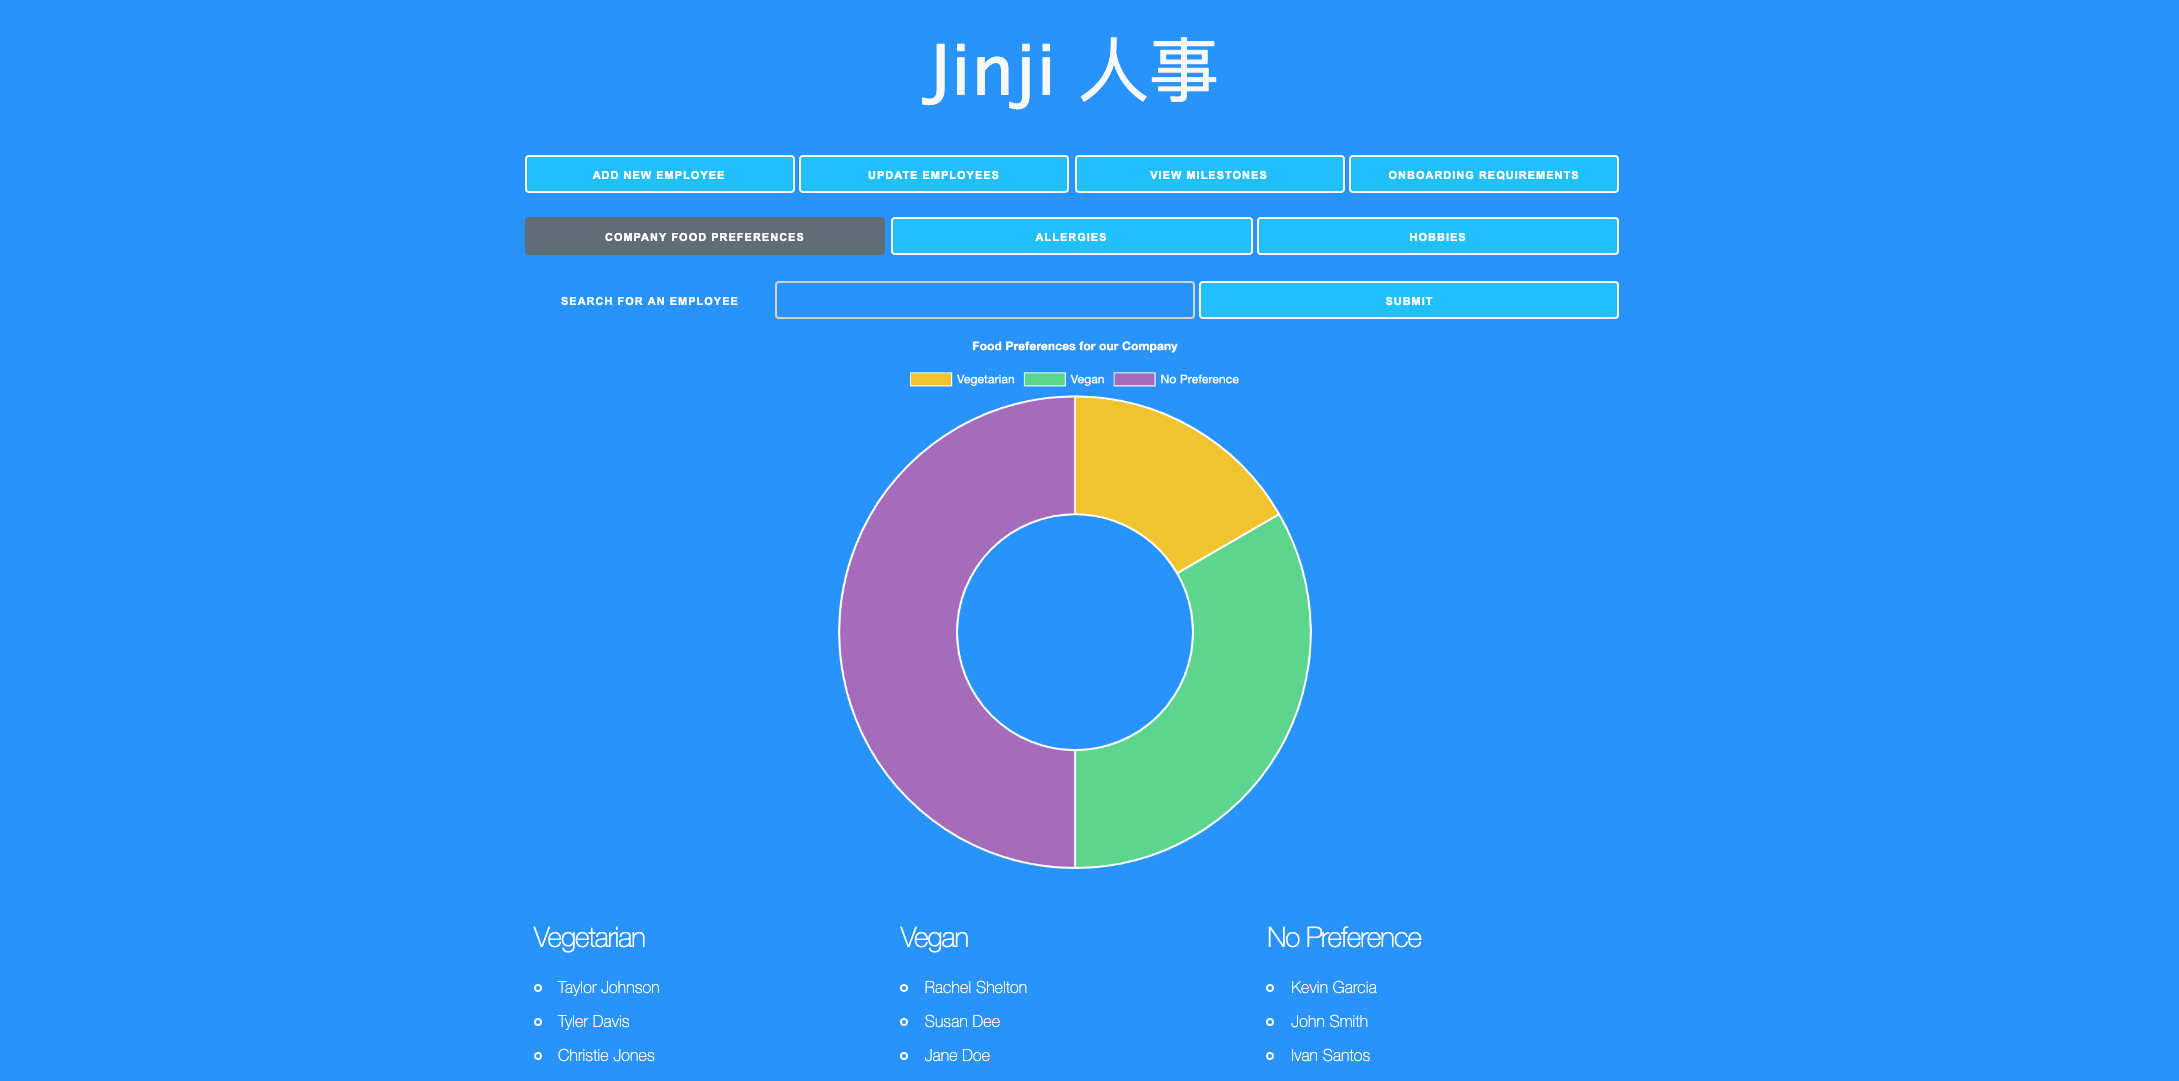 Jinji 人事
ADD NEW EMPLOYEE
UPDATE EMPLOYEES
VIEW MILESTONES
ONBOARDING REQUIREMENTS
COMPANY FOOD PREFERENCES
ALLERGIES
HOBBIES
SEARCH FOR AN EMPLOYEE
SUBMIT
Food Preferences for our Company
Vegetarian
Vegan
No Preference
Vegetarian
Taylor Johnson
Tyler Davis
Christie Jones
Vegan
Rachel Shelton
Susan Dee
Jane Doe
No Preference
Kevin Garcia
John Smith
Ivan Santos